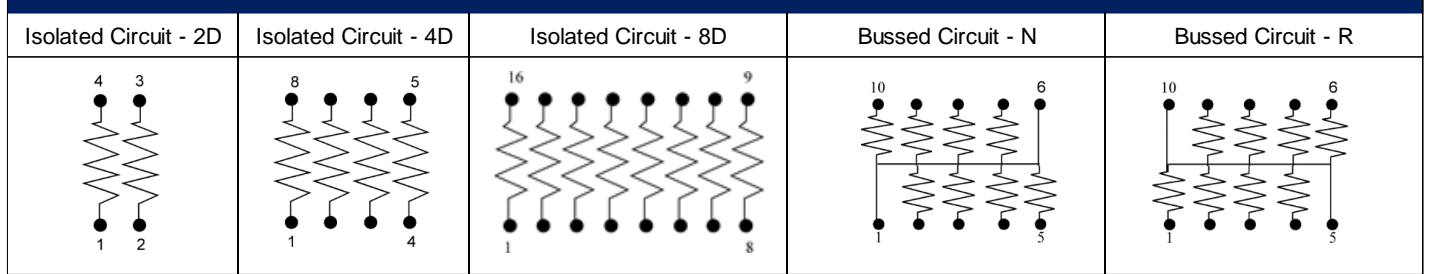 Isolated Circuit - 2D
Isolated Circuit - 4D
Isolated Circuit - 8D
Bussed Circuit - N
Bussed Circuit - R
4 3
1 2
8 5
1 4
16 9
1 8
10 6
1 5
10 6
1 5